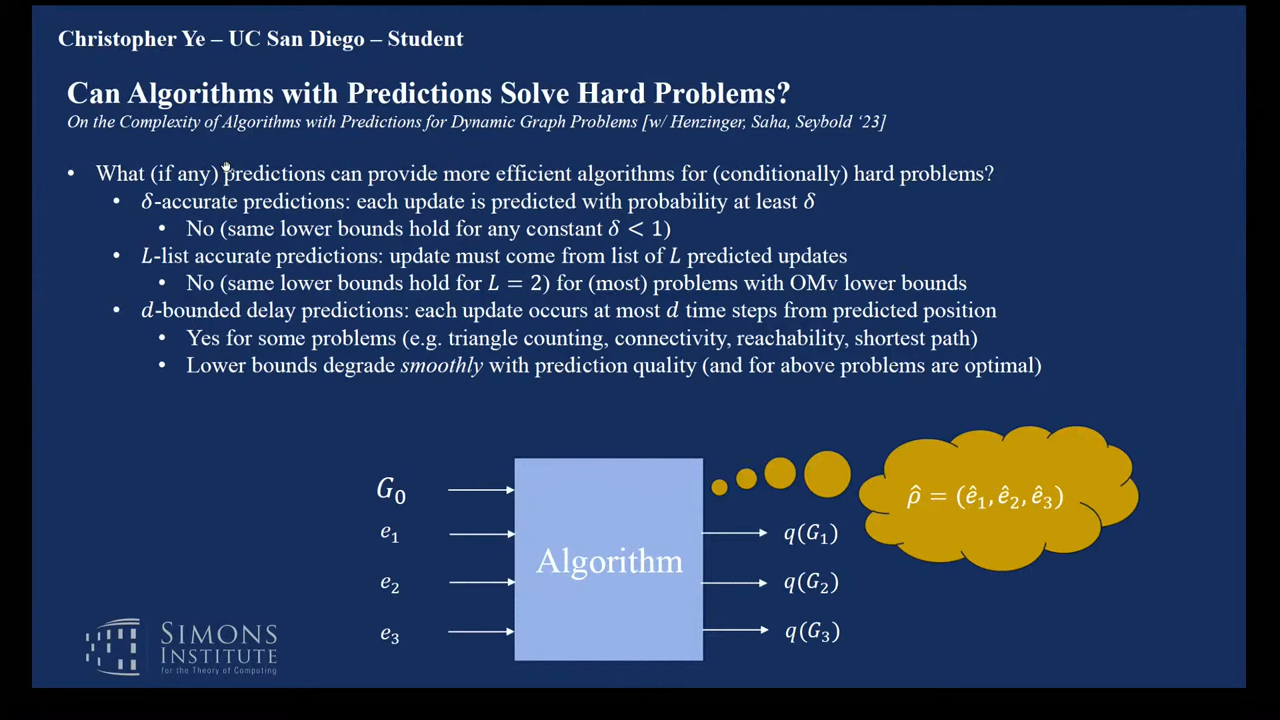 Christopher Ye – UC San Diego – Student
Can Algorithms with Predictions Solve Hard Problems?
On the Complexity of Algorithms with Predictions for Dynamic Graph Problems [w/ Henzinger, Saha, Seybold ‘23]
• What (if any) predictions can provide more efficient algorithms for (conditionally) hard problems?
• δ-accurate predictions: each update is predicted with probability at least δ
• No (same lower bounds hold for any constant δ < 1)
• L-list accurate predictions: update must come from list of L predicted updates
• No (same lower bounds hold for L = 2) for (most) problems with OMv lower bounds
• d-bounded delay predictions: each update occurs at most d time steps from predicted position
• Yes for some problems (e.g. triangle counting, connectivity, reachability, shortest path)
• Lower bounds degrade smoothly with prediction quality (and for above problems are optimal)
G₀
ρ̂ = (ê₁, ê₂, ê₃)
e₁
q(G₁)
Algorithm
e₂
q(G₂)
e₃
q(G₃)
SIMONS
INSTITUTE
for the Theory of Computing